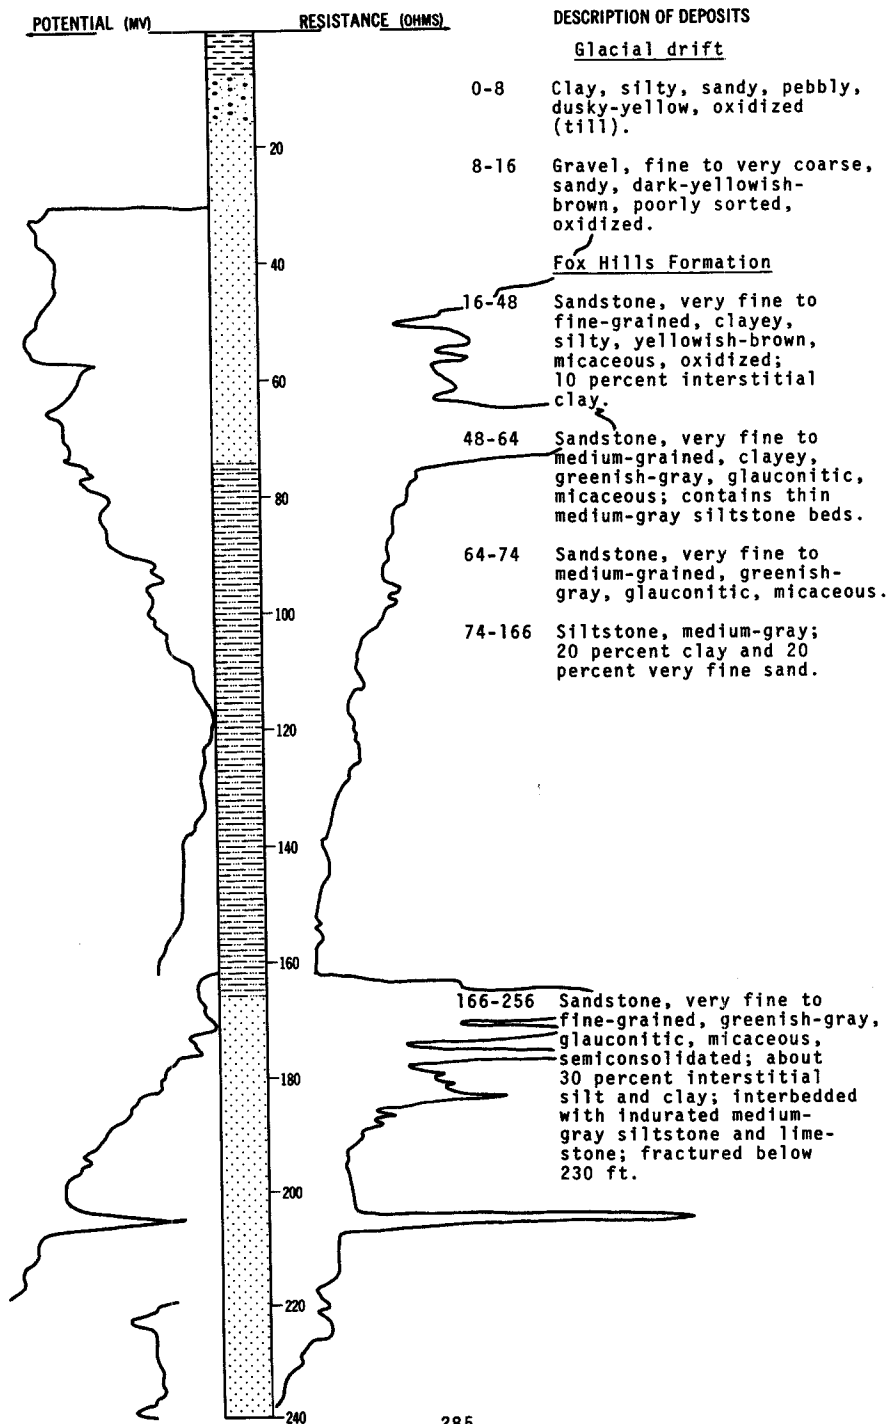 POTENTIAL (MV)
RESISTANCE (OHMS)
DESCRIPTION OF DEPOSITS
Glacial drift
0-8 Clay, silty, sandy, pebbly,
dusky-yellow, oxidized
(till).
8-16 Gravel, fine to very coarse,
sandy, dark-yellowish-
brown, poorly sorted,
oxidized.
Fox Hills Formation
16-48 Sandstone, very fine to
fine-grained, clayey,
silty, yellowish-brown,
micaceous, oxidized;
10 percent interstitial
clay.
48-64 Sandstone, very fine to
medium-grained, clayey,
greenish-gray, glauconitic,
micaceous; contains thin
medium-gray siltstone beds.
64-74 Sandstone, very fine to
medium-grained, greenish-
gray, glauconitic, micaceous.
74-166 Siltstone, medium-gray;
20 percent clay and 20
percent very fine sand.
166-256 Sandstone, very fine to
fine-grained, greenish-gray,
glauconitic, micaceous,
semiconsolidated; about
30 percent interstitial
silt and clay; interbedded
with indurated medium-
gray siltstone and lime-
stone; fractured below
230 ft.
20
40
60
80
100
120
140
160
180
200
220
240
285